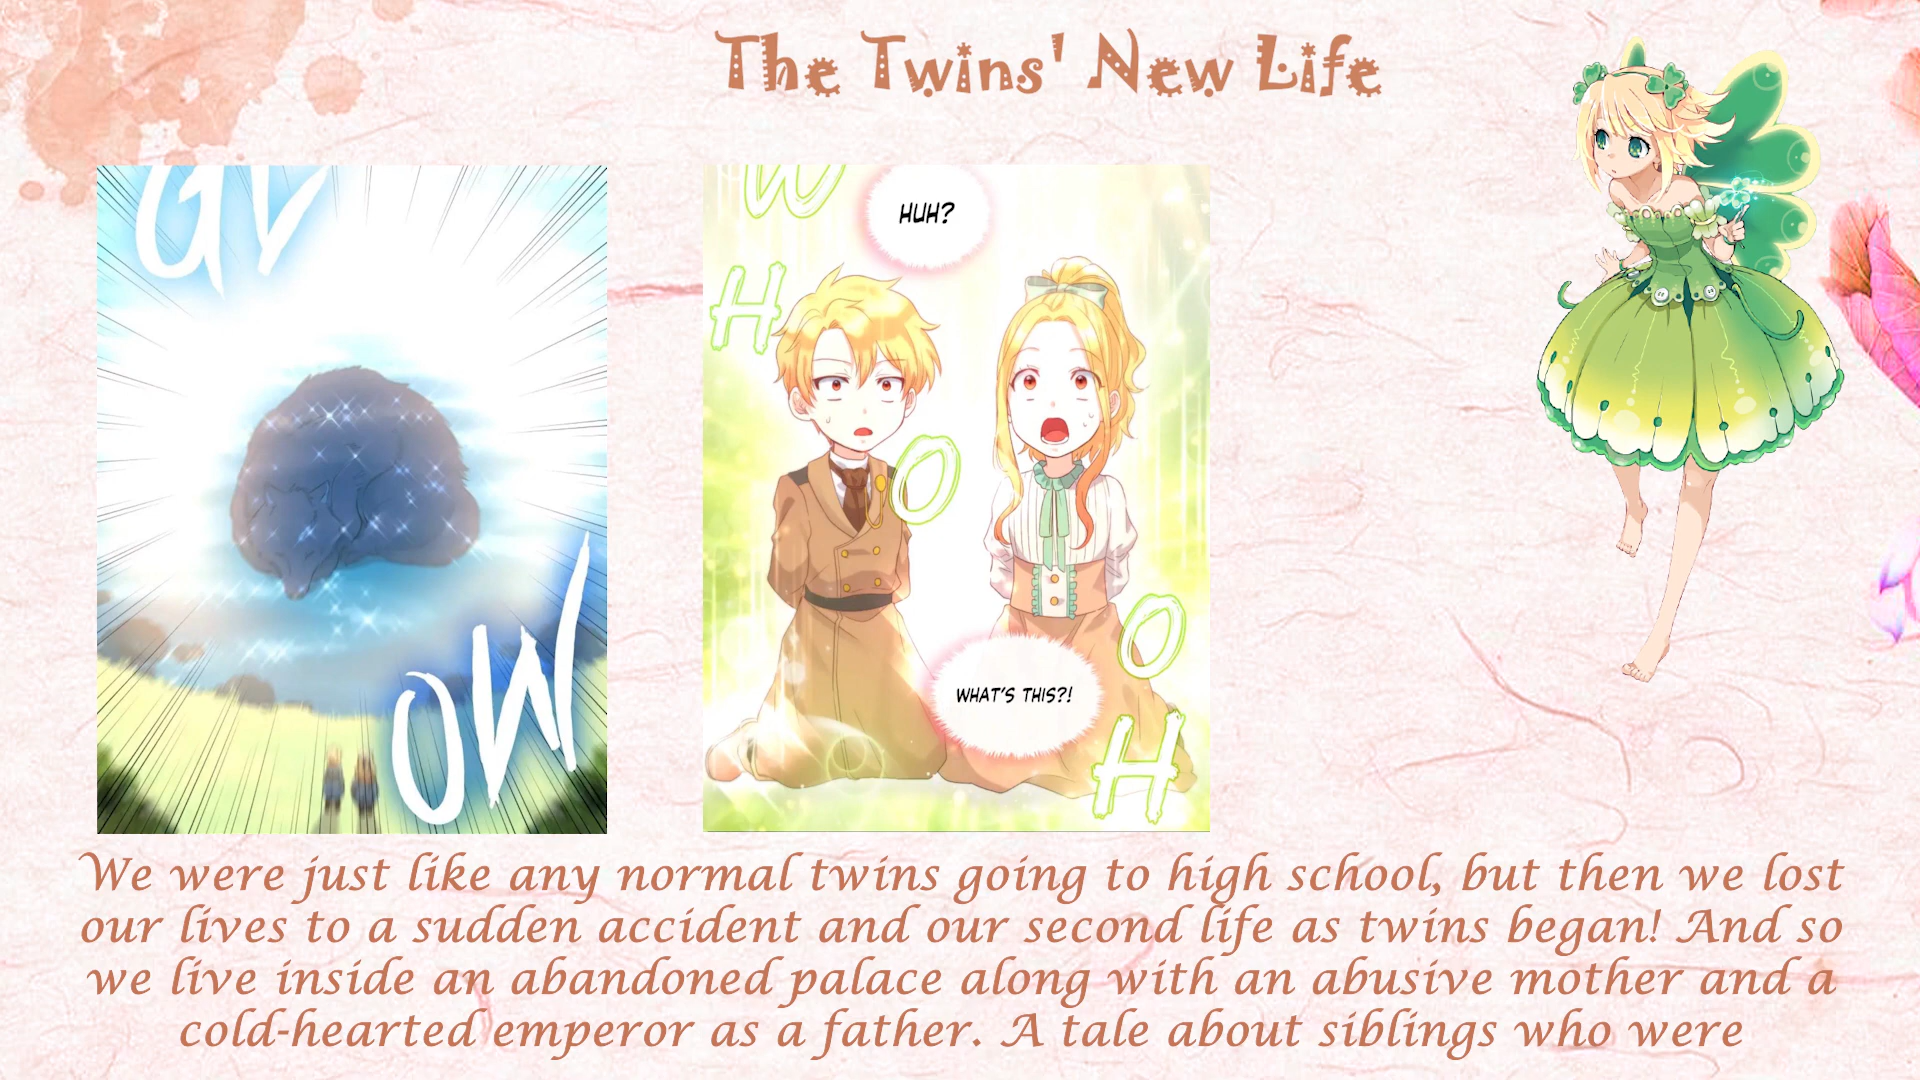 The Twins' New Life
GL
OW
W
HUH?
H
O
WHAT'S THIS?!
O
H
We were just like any normal twins going to high school, but then we lost
our lives to a sudden accident and our second life as twins began! And so
we live inside an abandoned palace along with an abusive mother and a
cold-hearted emperor as a father. A tale about siblings who were